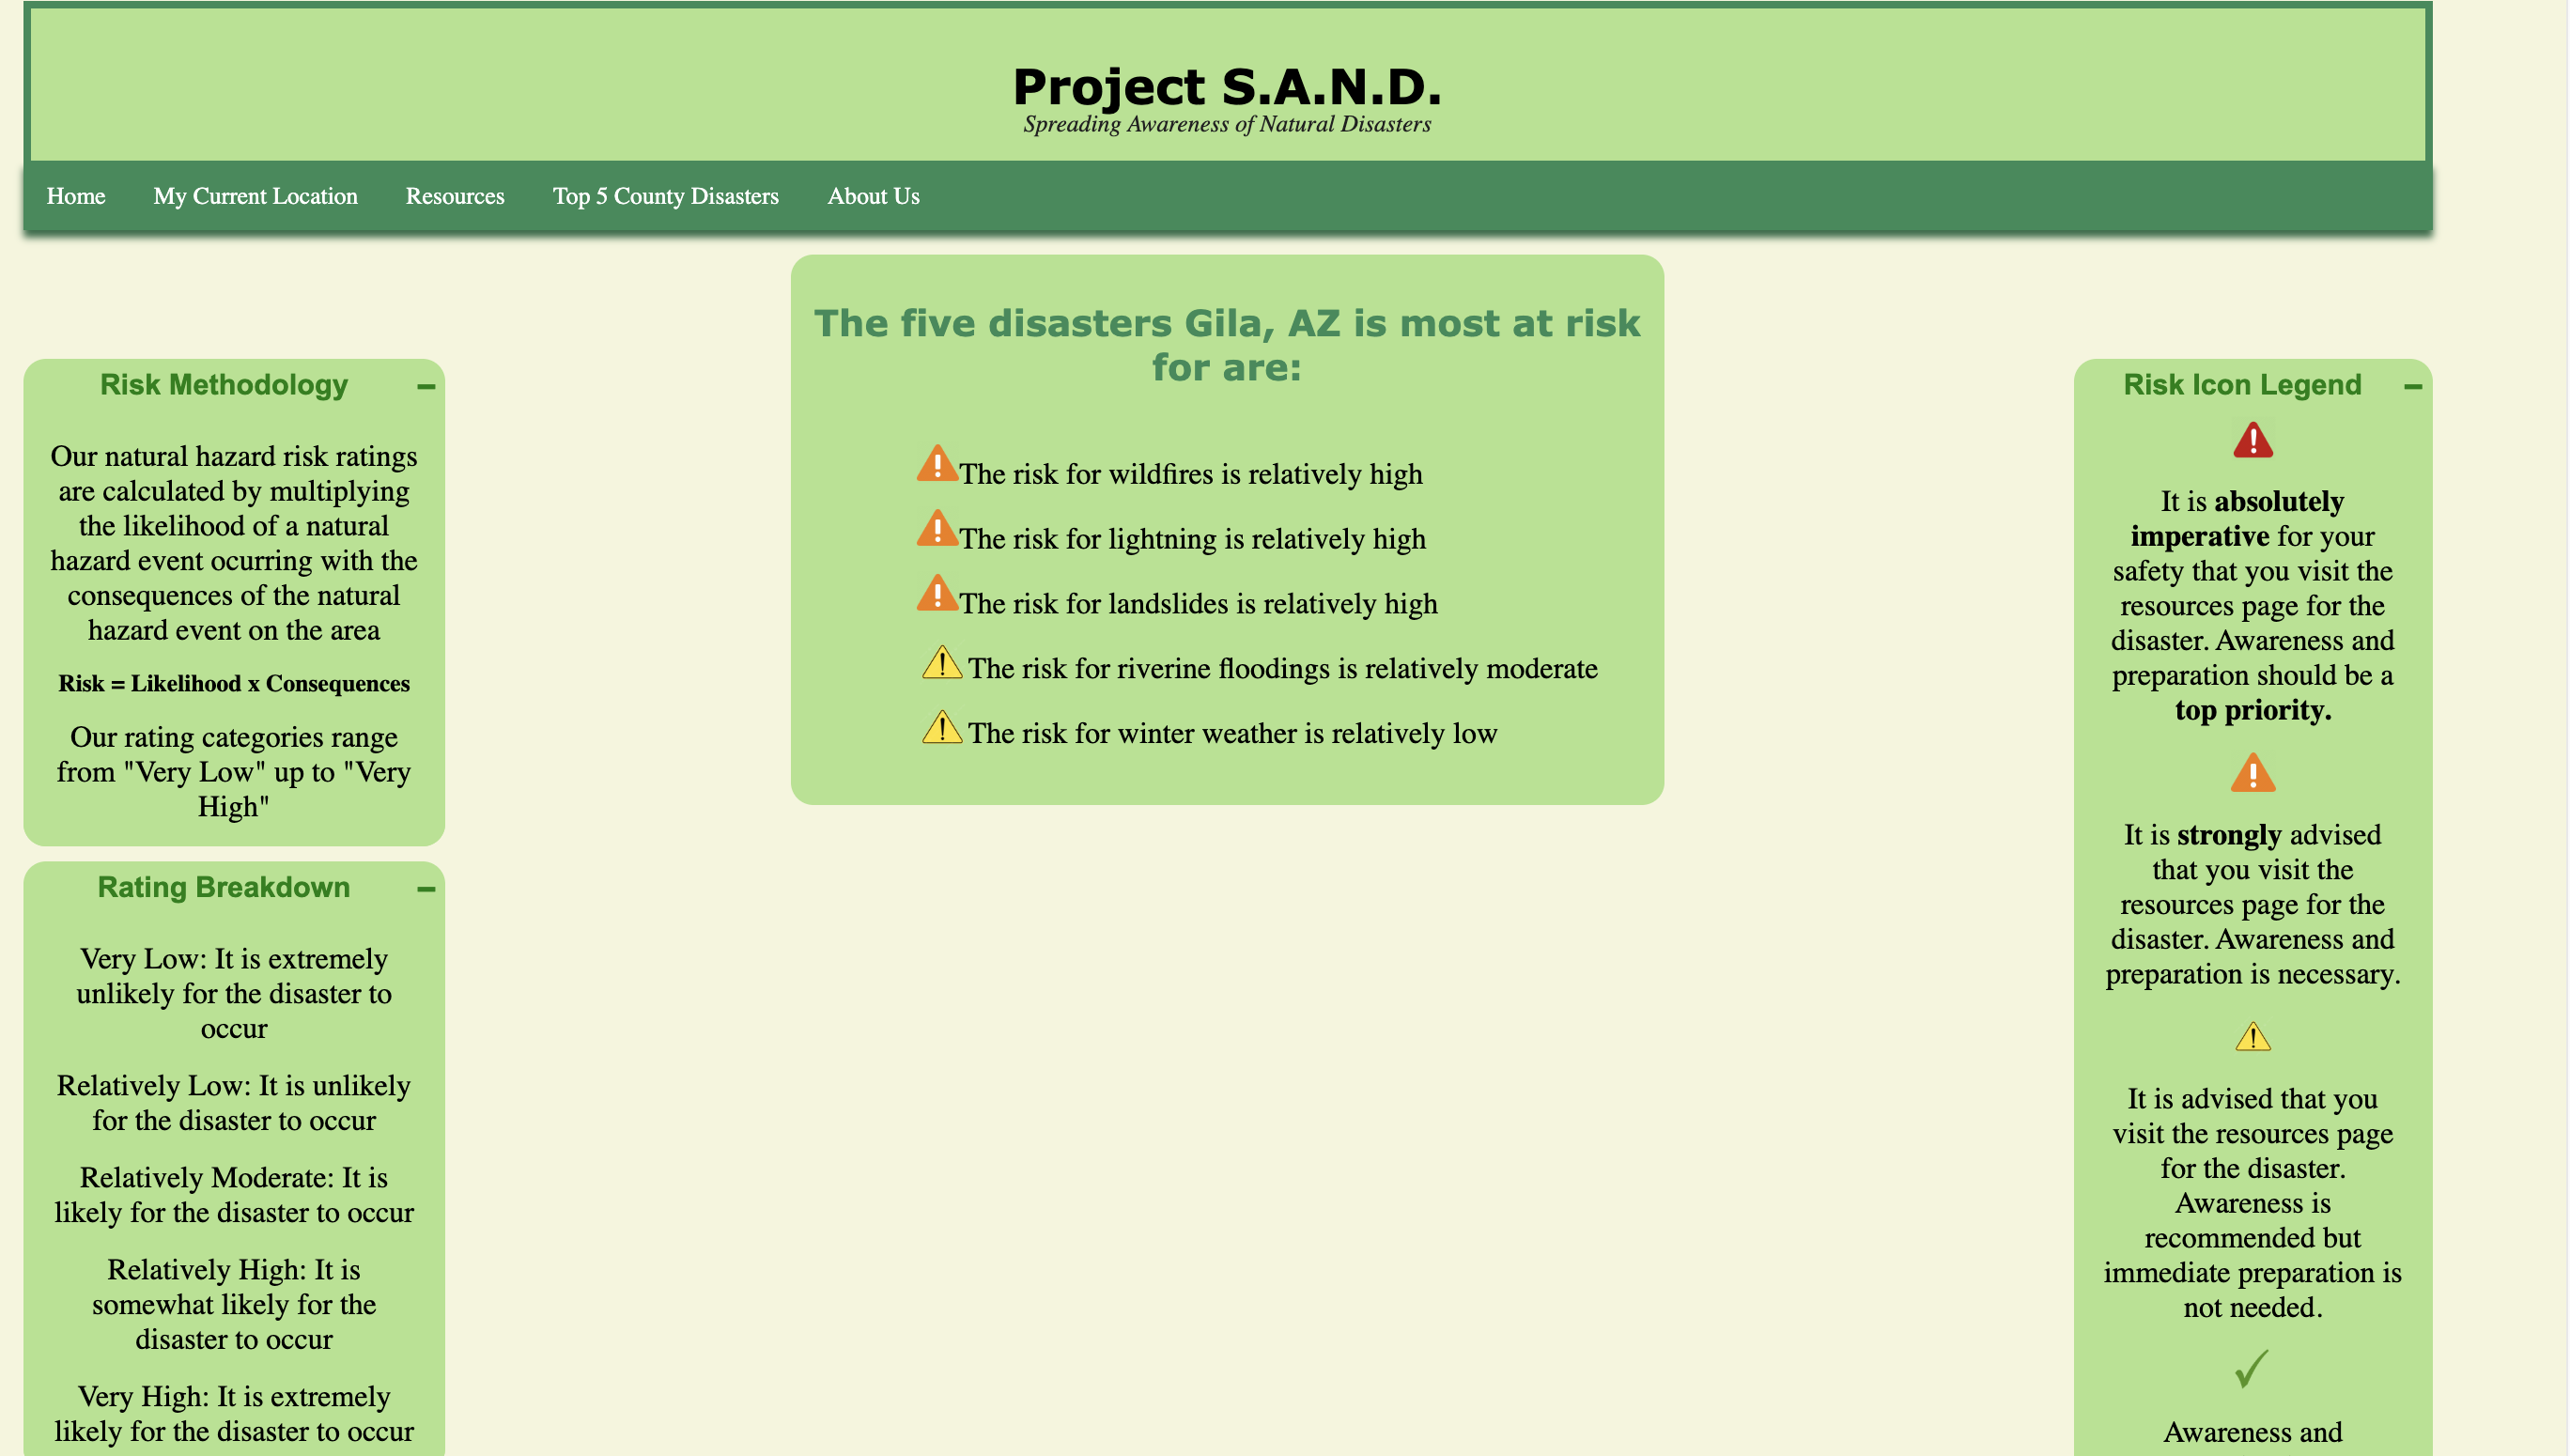 Project S.A.N.D.
Spreading Awareness of Natural Disasters
Home
My Current Location
Resources
Top 5 County Disasters
About Us
Risk Methodology
Our natural hazard risk ratings
are calculated by multiplying
the likelihood of a natural
hazard event ocurring with the
consequences of the natural
hazard event on the area
Risk = Likelihood x Consequences
Our rating categories range
from "Very Low" up to "Very
High"
Rating Breakdown
Very Low: It is extremely
unlikely for the disaster to
occur
Relatively Low: It is unlikely
for the disaster to occur
Relatively Moderate: It is
likely for the disaster to occur
Relatively High: It is
somewhat likely for the
disaster to occur
Very High: It is extremely
likely for the disaster to occur
The five disasters Gila, AZ is most at risk
for are:
The risk for wildfires is relatively high
The risk for lightning is relatively high
The risk for landslides is relatively high
The risk for riverine floodings is relatively moderate
The risk for winter weather is relatively low
Risk Icon Legend
It is absolutely
imperative for your
safety that you visit the
resources page for the
disaster. Awareness and
preparation should be a
top priority.
It is strongly advised
that you visit the
resources page for the
disaster. Awareness and
preparation is necessary.
It is advised that you
visit the resources page
for the disaster.
Awareness is
recommended but
immediate preparation is
not needed.
Awareness and